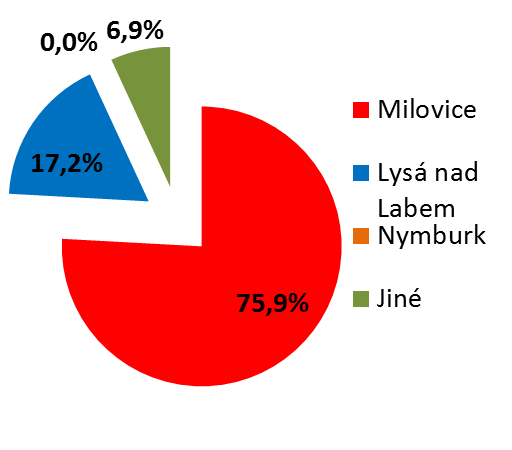 0,0%
6,9%
17,2%
75,9%
Milovice
Lysá nad
Labem
Nymburk
Jiné